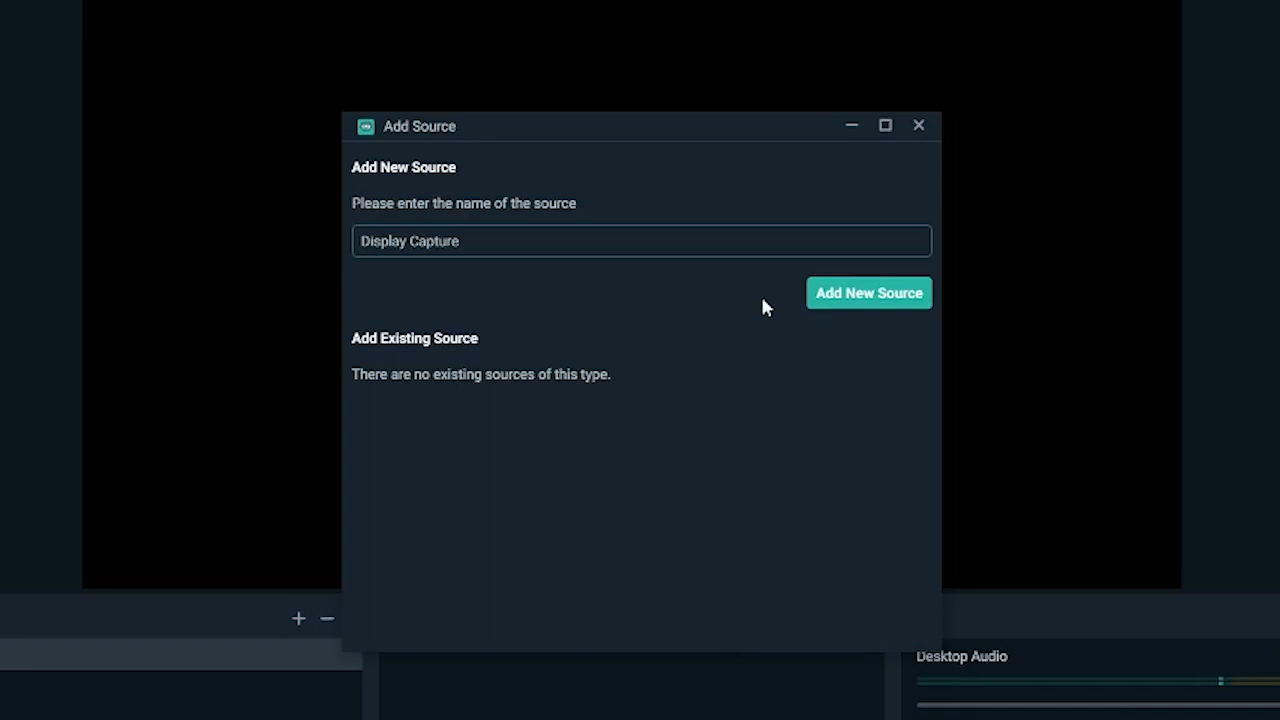 Add Source
Add New Source
Please enter the name of the source
Display Capture
Add New Source
Add Existing Source
There are no existing sources of this type.
Desktop Audio